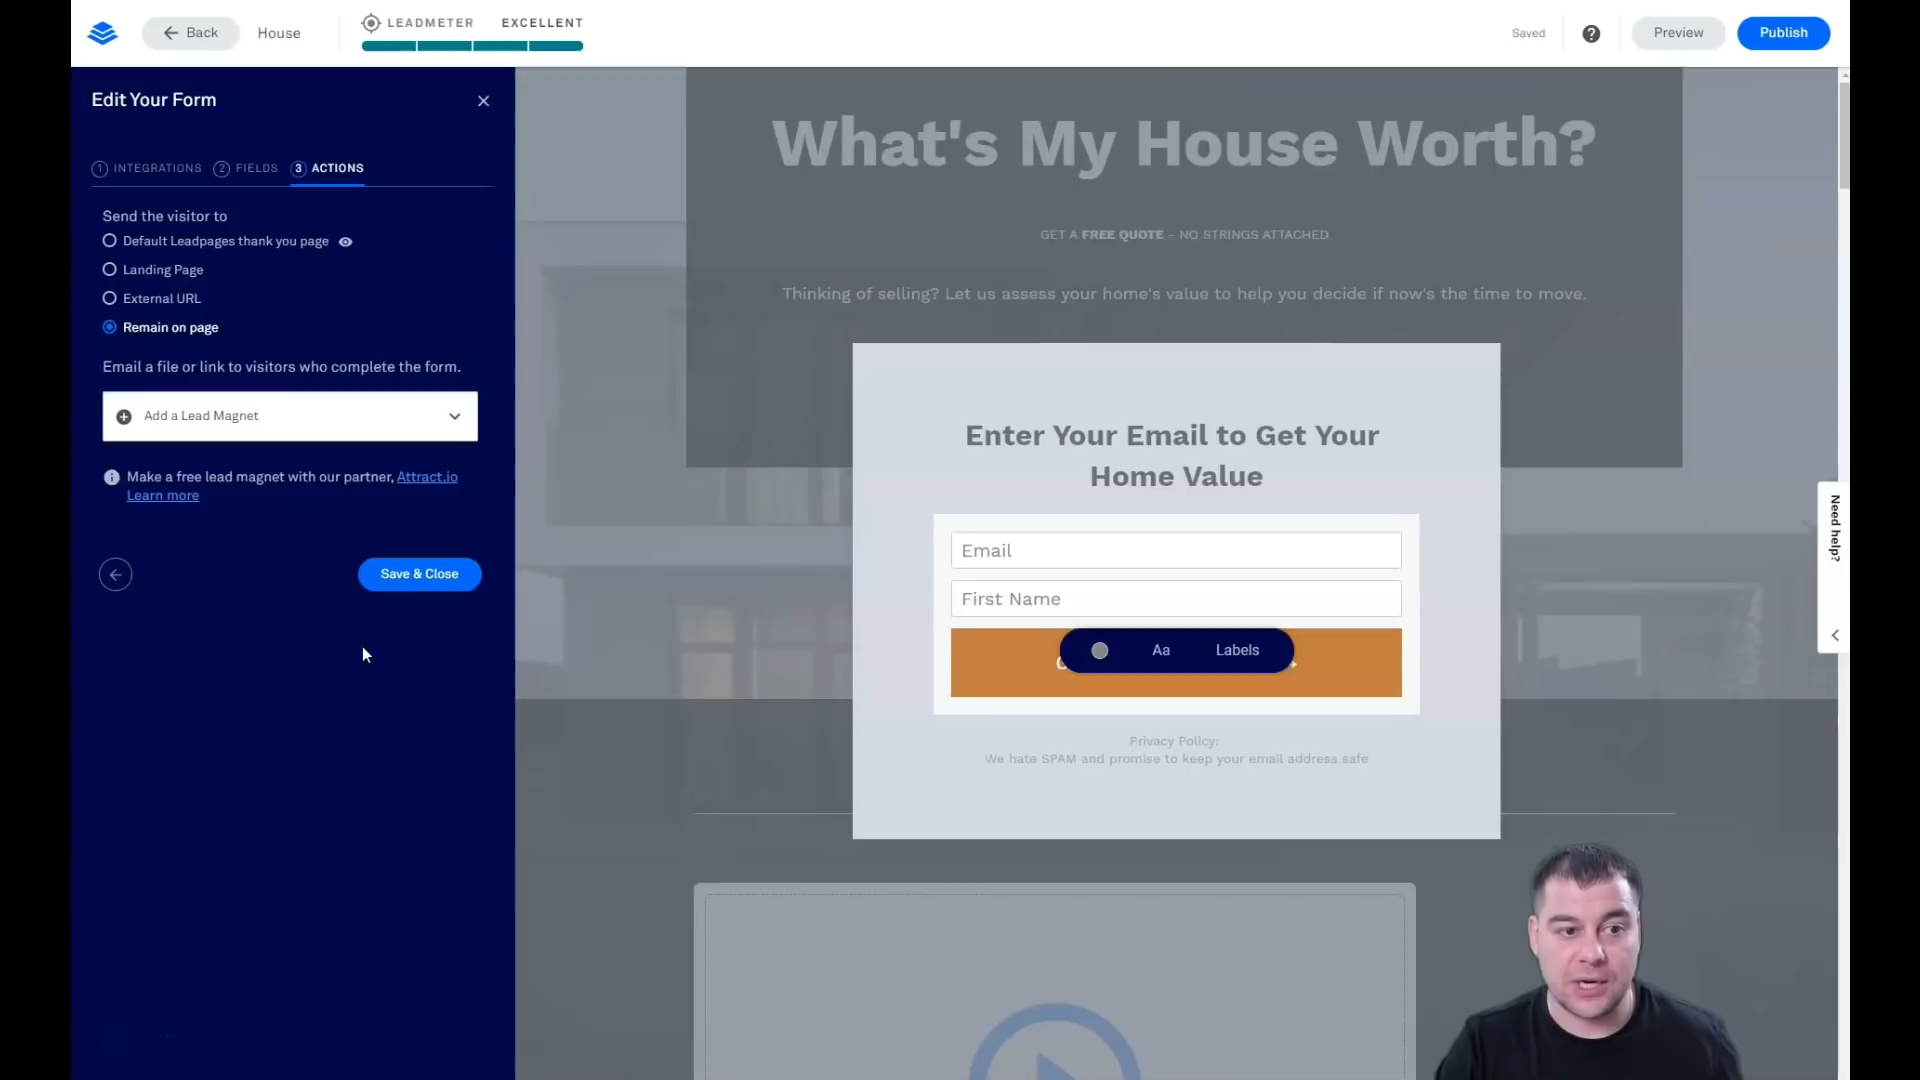 Back
House
LEADMETER EXCELLENT
Saved
Preview
Publish
Edit Your Form
1 INTEGRATIONS 2 FIELDS 3 ACTIONS
Send the visitor to
Default Leadpages thank you page
Landing Page
External URL
Remain on page
Email a file or link to visitors who complete the form.
Add a Lead Magnet
Make a free lead magnet with our partner, Attract.io
Learn more
Save & Close
What's My House Worth?
GET A FREE QUOTE – NO STRINGS ATTACHED
Thinking of selling? Let us assess your home's value to help you decide if now's the time to move.
Enter Your Email to Get Your
Home Value
Email
First Name
Aa Labels
Privacy Policy:
We hate SPAM and promise to keep your email address safe
Need help?